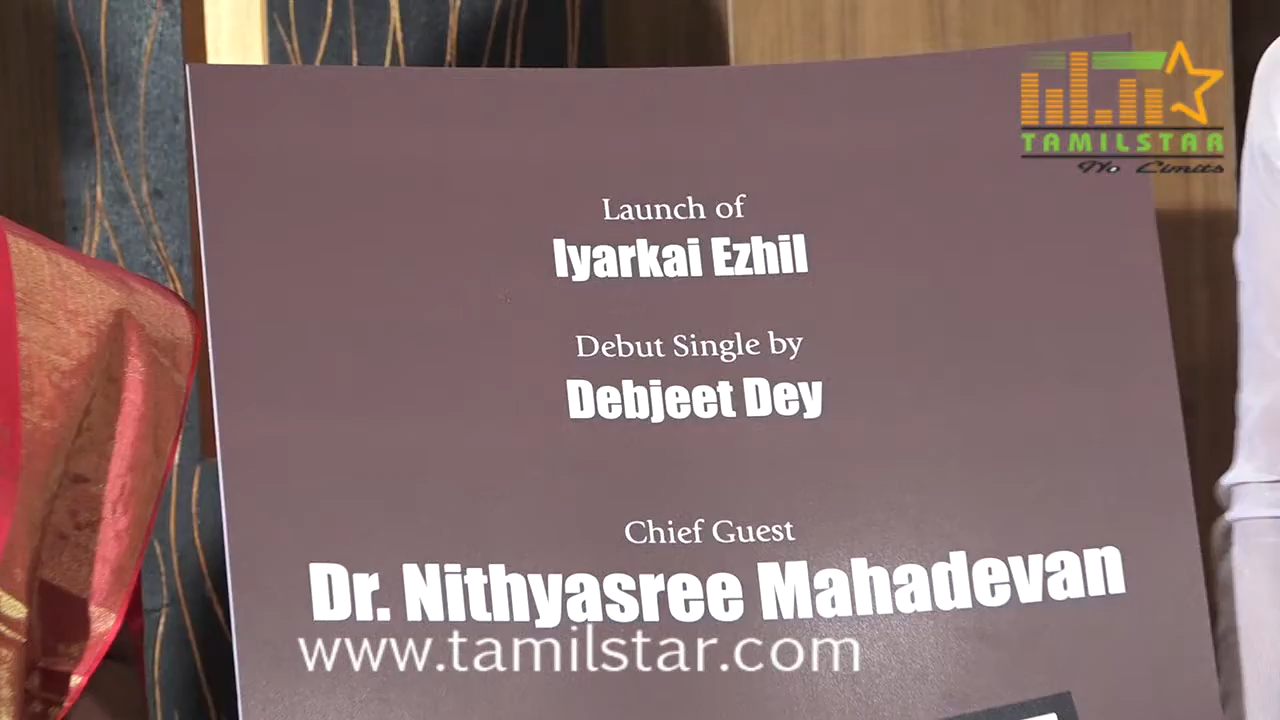 TAMILSTAR
No Limits
Launch of
Iyarkai Ezhil
Debut Single by
Debjeet Dey
Chief Guest
Dr. Nithyasree Mahadevan
www.tamilstar.com